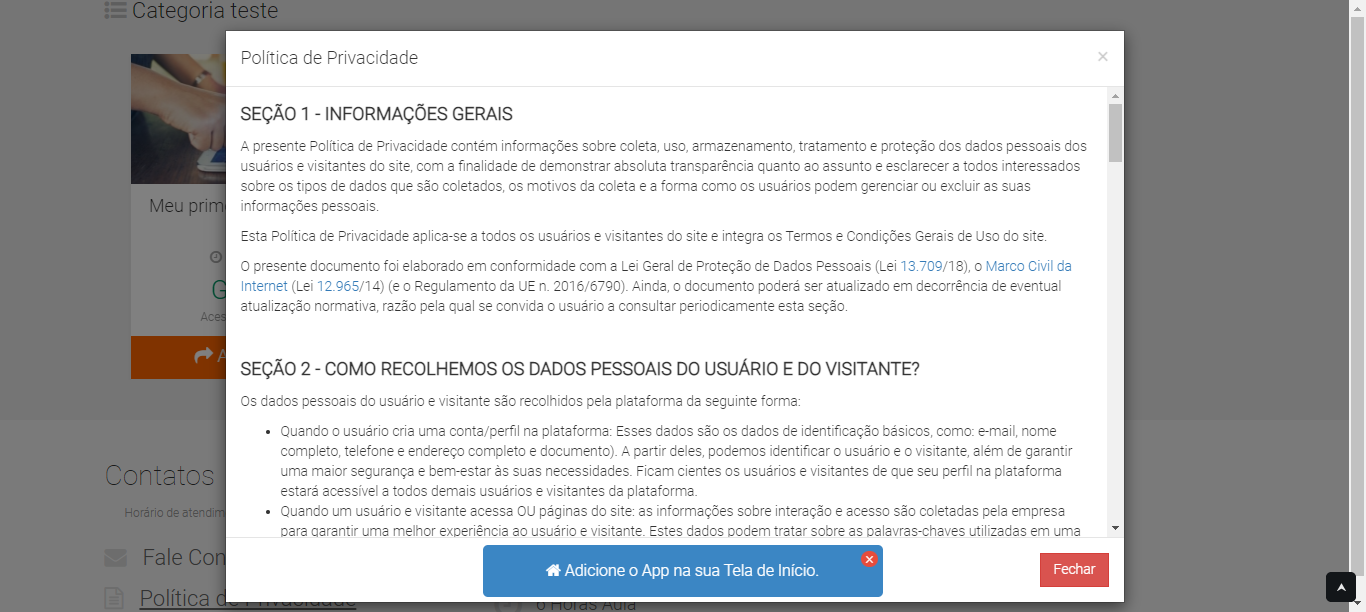 Categoria teste
Política de Privacidade
×
SEÇÃO 1 - INFORMAÇÕES GERAIS
A presente Política de Privacidade contém informações sobre coleta, uso, armazenamento, tratamento e proteção dos dados pessoais dos
usuários e visitantes do site, com a finalidade de demonstrar absoluta transparência quanto ao assunto e esclarecer a todos interessados
sobre os tipos de dados que são coletados, os motivos da coleta e a forma como os usuários podem gerenciar ou excluir as suas
informações pessoais.
Esta Política de Privacidade aplica-se a todos os usuários e visitantes do site e integra os Termos e Condições Gerais de Uso do site.
O presente documento foi elaborado em conformidade com a Lei Geral de Proteção de Dados Pessoais (Lei 13.709/18), o Marco Civil da
Internet (Lei 12.965/14) (e o Regulamento da UE n. 2016/6790). Ainda, o documento poderá ser atualizado em decorrência de eventual
atualização normativa, razão pela qual se convida o usuário a consultar periodicamente esta seção.
SEÇÃO 2 - COMO RECOLHEMOS OS DADOS PESSOAIS DO USUÁRIO E DO VISITANTE?
Os dados pessoais do usuário e visitante são recolhidos pela plataforma da seguinte forma:
• Quando o usuário cria uma conta/perfil na plataforma: Esses dados são os dados de identificação básicos, como: e-mail, nome
completo, telefone e endereço completo e documento). A partir deles, podemos identificar o usuário e o visitante, além de garantir
uma maior segurança e bem-estar às suas necessidades. Ficam cientes os usuários e visitantes de que seu perfil na plataforma
estará acessível a todos demais usuários e visitantes da plataforma.
• Quando um usuário e visitante acessa OU páginas do site: as informações sobre interação e acesso são coletadas pela empresa
para garantir uma melhor experiência ao usuário e visitante. Estes dados podem tratar sobre as palavras-chaves utilizadas em uma
Adicione o App na sua Tela de Início.
Fechar
Meu prim
G
Aces
A
Contatos
Horário de atendim
Fale Con
Política de Privacidade
Horas Aula